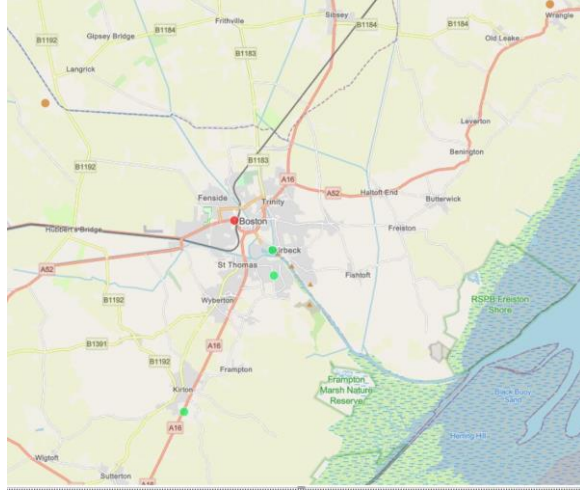 Frithville
Sibsey
B1184
Wrangle
B1192
Gipsey Bridge
B1184
B1184
Old Leake
B1183
Langrick
Leverton
Benington
B1192
B1183
A16
Fenside
Trinity
A52
Haltoft End
Butterwick
Boston
Hubbert's Bridge
Freiston
St Thomas
A52
Fishtoft
B1192
Wyberton
RSPB Freiston
Shore
B1391
A16
B1192
Frampton
Kirton
Frampton
Marsh Nature
Reserve
Black Buoy
Sand
A16
Herring Hill
Wigtoft
Sutterton
A16